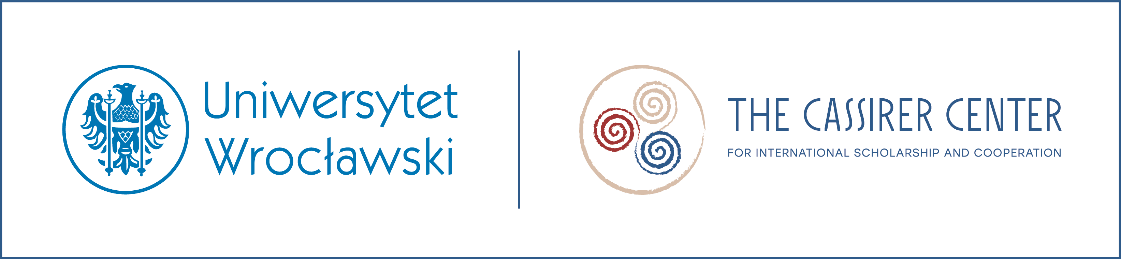 Uniwersytet
Wrocławski
THE CASSIRER CENTER
FOR INTERNATIONAL SCHOLARSHIP AND COOPERATION